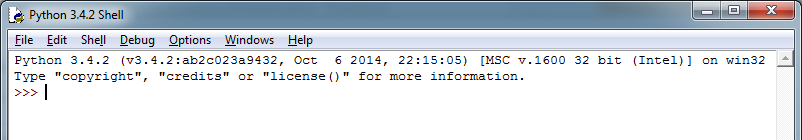 Python 3.4.2 Shell
File Edit Shell Debug Options Windows Help
Python 3.4.2 (v3.4.2:ab2c023a9432, Oct  6 2014, 22:15:05) [MSC v.1600 32 bit (Intel)] on win32
Type "copyright", "credits" or "license()" for more information.
>>>